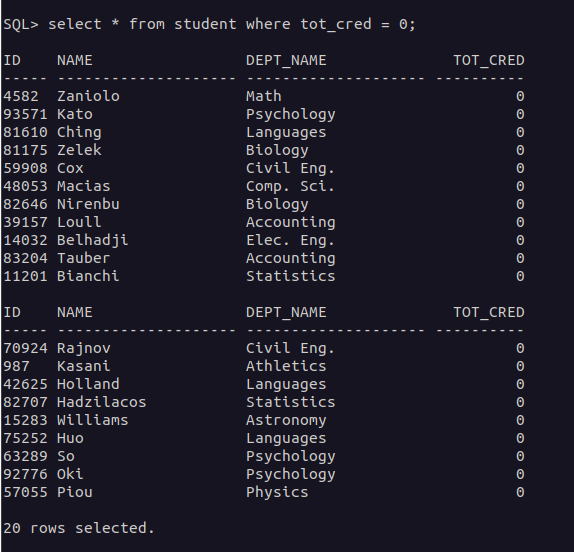 SQL> select * from student where tot_cred = 0;
ID    NAME                 DEPT_NAME              TOT_CRED
----- -------------------- -------------------- ----------
4582  Zaniolo              Math                          0
93571 Kato                 Psychology                    0
81610 Ching                Languages                     0
81175 Zelek                Biology                       0
59908 Cox                  Civil Eng.                    0
48053 Macias               Comp. Sci.                    0
82646 Nirenbu              Biology                       0
39157 Loull                Accounting                    0
14032 Belhadji             Elec. Eng.                    0
83204 Tauber               Accounting                    0
11201 Bianchi              Statistics                    0
ID    NAME                 DEPT_NAME              TOT_CRED
----- -------------------- -------------------- ----------
70924 Rajnov               Civil Eng.                    0
987   Kasani               Athletics                     0
42625 Holland              Languages                     0
82707 Hadzilacos           Statistics                    0
15283 Williams             Astronomy                     0
75252 Huo                  Languages                     0
63289 So                   Psychology                    0
92776 Oki                  Psychology                    0
57055 Piou                 Physics                       0
20 rows selected.